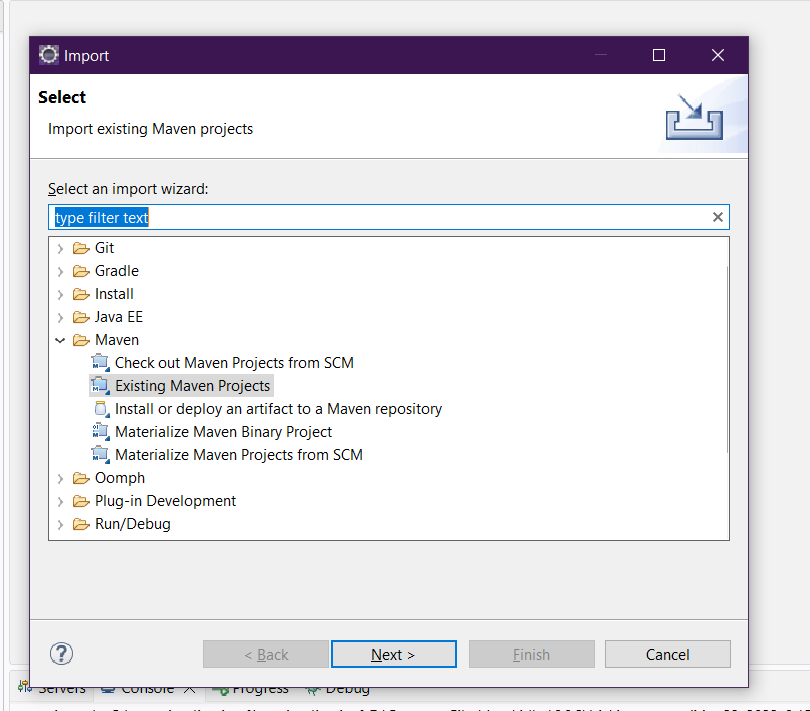 Import
Select
Import existing Maven projects
Select an import wizard:
type filter text
Git
Gradle
Install
Java EE
Maven
Check out Maven Projects from SCM
Existing Maven Projects
Install or deploy an artifact to a Maven repository
Materialize Maven Binary Project
Materialize Maven Projects from SCM
Oomph
Plug-in Development
Run/Debug
? < Back Next > Finish Cancel
Servers Console Progress Debug